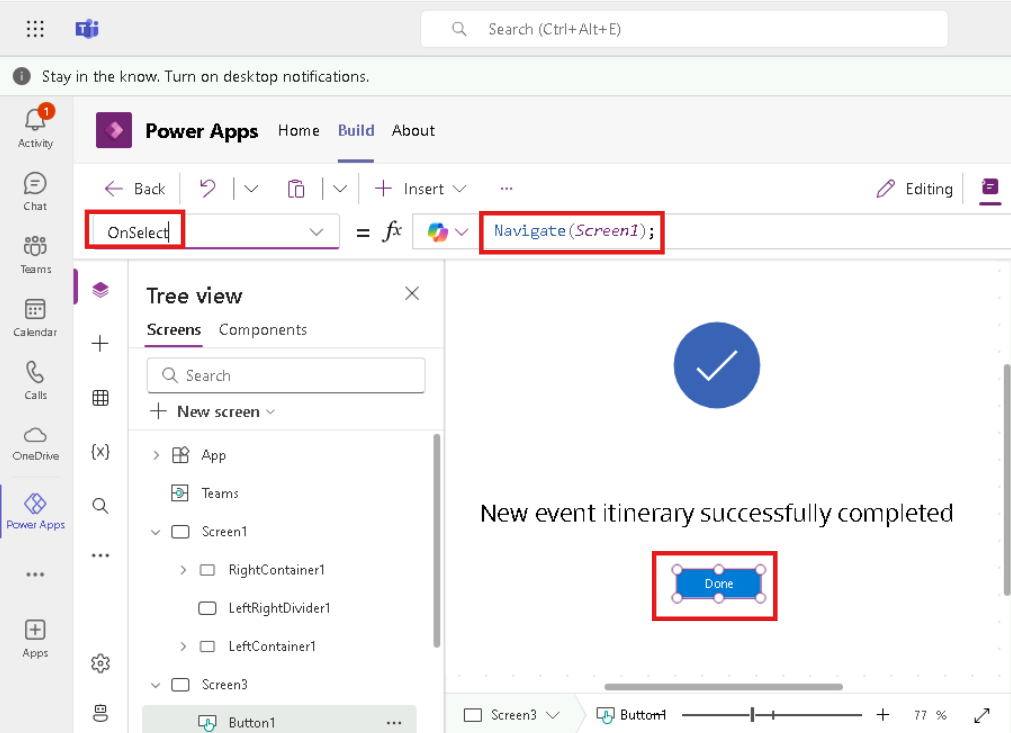 Search (Ctrl+Alt+E)
Stay in the know. Turn on desktop notifications.
1
Activity
Chat
Teams
Calendar
Calls
OneDrive
Power Apps
Apps
Power Apps Home Build About
Back Insert Editing
OnSelect = fx Navigate(Screen1);
Tree view
Screens Components
Search
New screen
App
Teams
Screen1
RightContainer1
LeftRightDivider1
LeftContainer1
Screen3
Button1
New event itinerary successfully completed
Done
Screen3 Button1 77 %